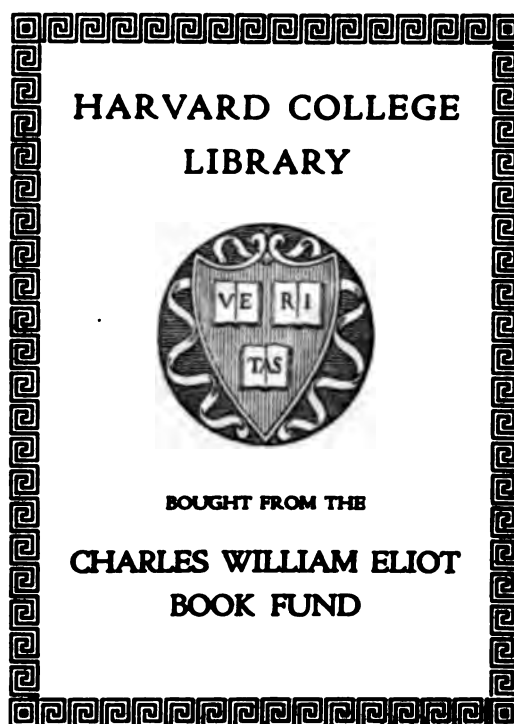 HARVARD COLLEGE
LIBRARY
VE RI
TAS
BOUGHT FROM THE
CHARLES WILLIAM ELIOT
BOOK FUND